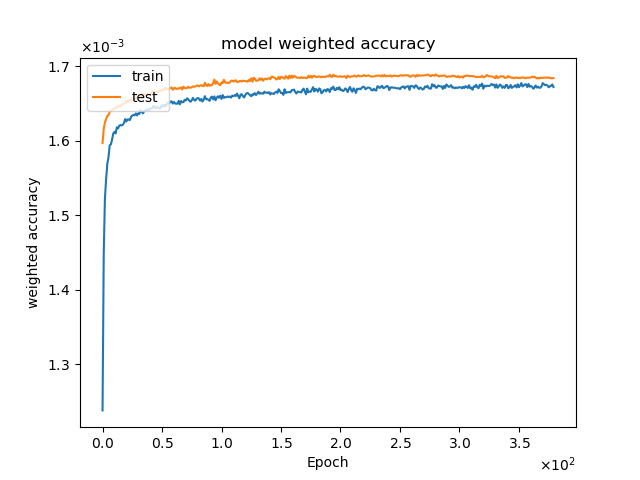 model weighted accuracy
×10⁻³
1.7
1.6
1.5
1.4
1.3
weighted accuracy
train
test
0.0 0.5 1.0 1.5 2.0 2.5 3.0 3.5
Epoch
×10²